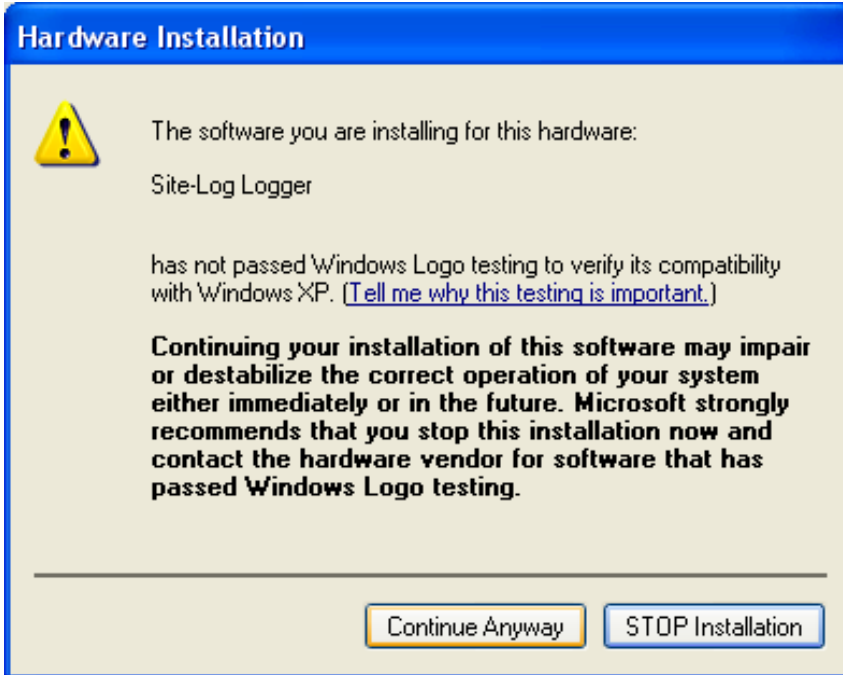 Hardware Installation
The software you are installing for this hardware:
Site-Log Logger
has not passed Windows Logo testing to verify its compatibility
with Windows XP. (Tell me why this testing is important.)
Continuing your installation of this software may impair
or destabilize the correct operation of your system
either immediately or in the future. Microsoft strongly
recommends that you stop this installation now and
contact the hardware vendor for software that has
passed Windows Logo testing.
Continue Anyway
STOP Installation